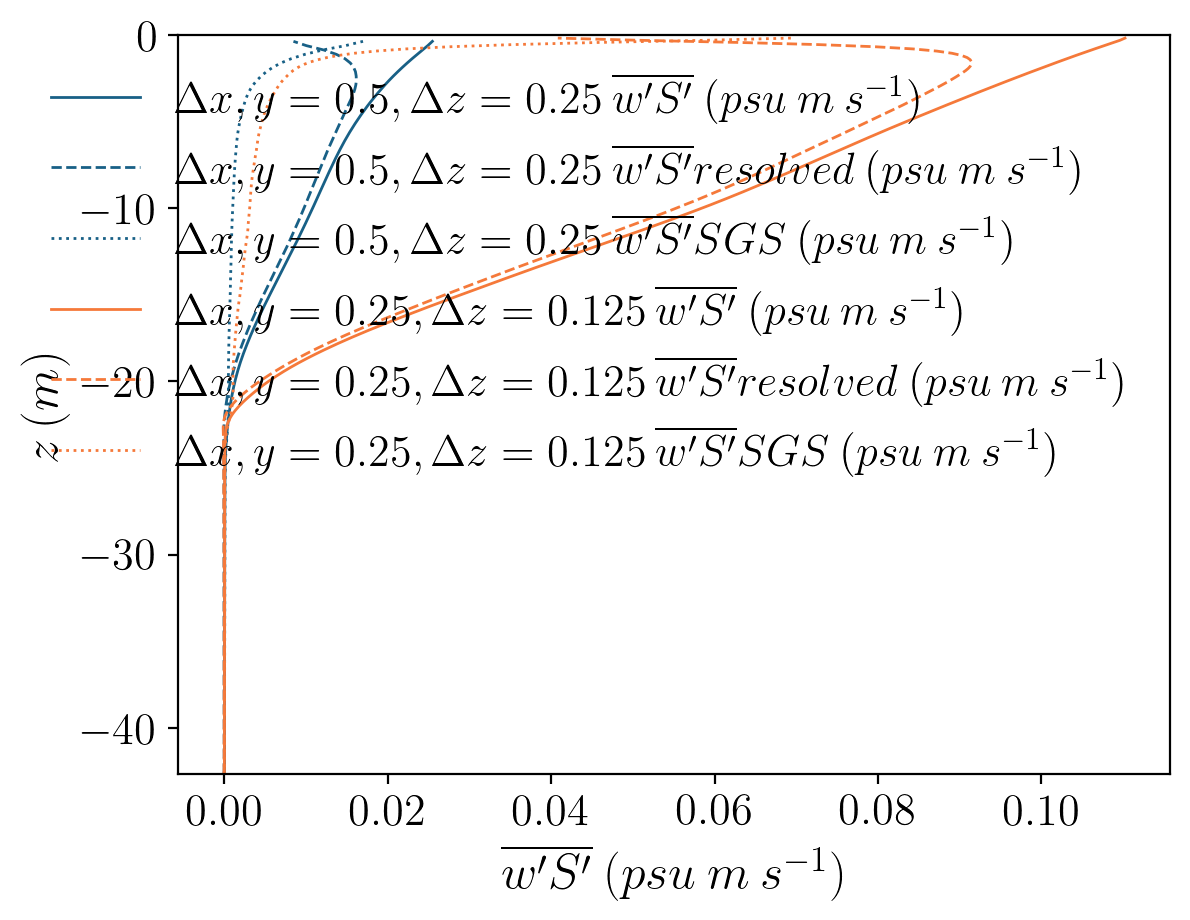 0
Δx, y = 0.5, Δz = 0.25 w′S′ (psu m s⁻¹)
Δx, y = 0.5, Δz = 0.25 w′S′resolved (psu m s⁻¹)
−10
Δx, y = 0.5, Δz = 0.25 w′S′SGS (psu m s⁻¹)
Δx, y = 0.25, Δz = 0.125 w′S′ (psu m s⁻¹)
z (m)
−20
Δx, y = 0.25, Δz = 0.125 w′S′resolved (psu m s⁻¹)
Δx, y = 0.25, Δz = 0.125 w′S′SGS (psu m s⁻¹)
−30
−40
0.00 0.02 0.04 0.06 0.08 0.10
w′S′ (psu m s⁻¹)